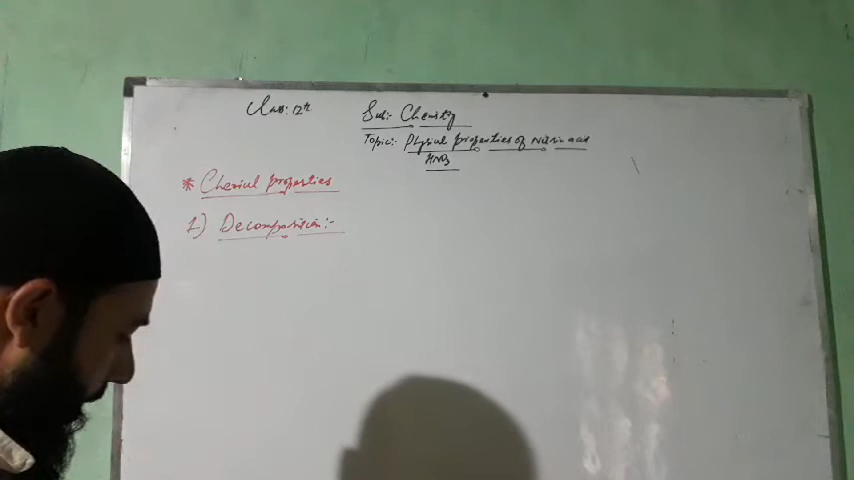 Class: 12th
Sub:- Chemistry
Topic:- Physical properties of Nitric acid
HNO3
* Chemical properties
1) Decomposition:-